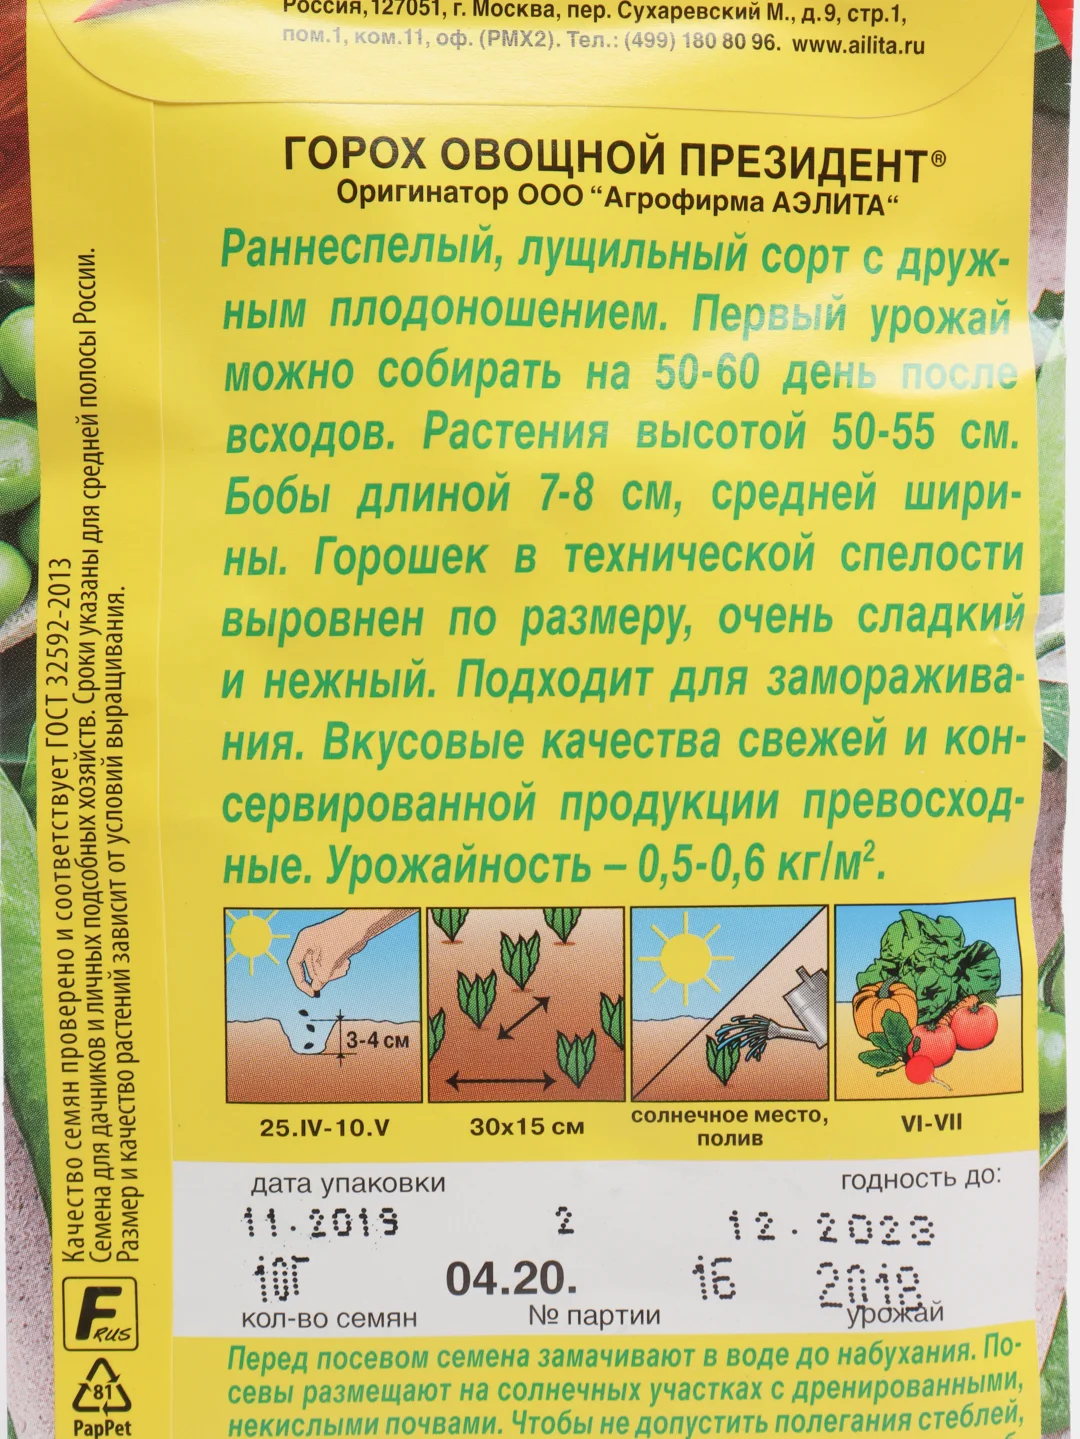 Россия, 127051, г. Москва, пер. Сухаревский М., д.9, стр.1,
пом.1, ком.11, оф. (РМХ2). Тел.: (499) 180 80 96. www.ailita.ru
ГОРОХ ОВОЩНОЙ ПРЕЗИДЕНТ®
Оригинатор ООО “Агрофирма АЭЛИТА“
Раннеспелый, лущильный сорт с друж-
ным плодоношением. Первый урожай
можно собирать на 50-60 день после
всходов. Растения высотой 50-55 см.
Бобы длиной 7-8 см, средней шири-
ны. Горошек в технической спелости
выровнен по размеру, очень сладкий
и нежный. Подходит для заморажива-
ния. Вкусовые качества свежей и кон-
сервированной продукции превосход-
ные. Урожайность – 0,5-0,6 кг/м².
3-4 см
25.IV-10.V
30x15 см
солнечное место,
полив
VI-VII
дата упаковки
годность до:
11.2019 2 12.2023
10Г 04.20. 16 2018
кол-во семян № партии урожай
Перед посевом семена замачивают в воде до набухания. По-
севы размещают на солнечных участках с дренированными,
некислыми почвами. Чтобы не допустить полегания стеблей,
Качество семян проверено и соответствует ГОСТ 32592-2013
Семена для дачников и личных подсобных хозяйств. Сроки указаны для средней полосы России.
Размер и качество растений зависит от условий выращивания.
F RUS
81
PapPet